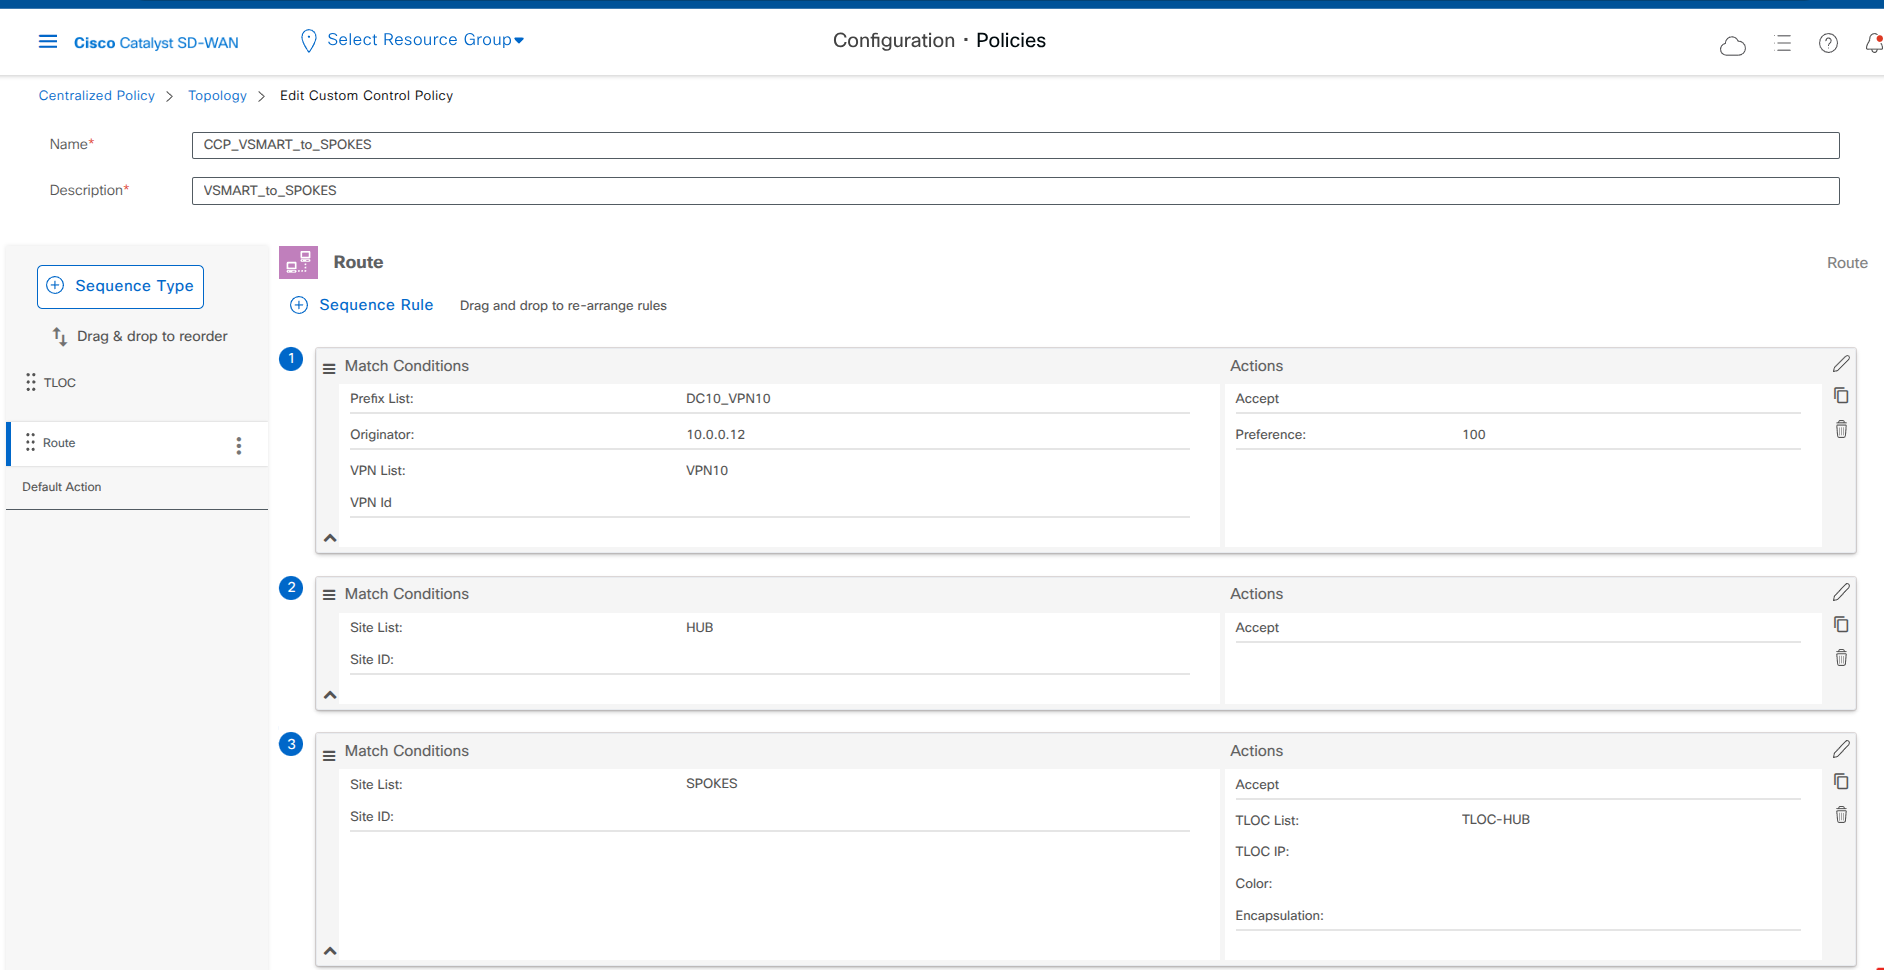 Cisco Catalyst SD-WAN
Select Resource Group
Configuration · Policies
Centralized Policy > Topology > Edit Custom Control Policy
Name* CCP_VSMART_to_SPOKES
Description* VSMART_to_SPOKES
Sequence Type
Drag & drop to reorder
TLOC
Route
Default Action
Route Route
Sequence Rule Drag and drop to re-arrange rules
1 Match Conditions Actions
Prefix List: DC10_VPN10 Accept
Originator: 10.0.0.12 Preference: 100
VPN List: VPN10
VPN Id
2 Match Conditions Actions
Site List: HUB Accept
Site ID:
3 Match Conditions Actions
Site List: SPOKES Accept
Site ID: TLOC List: TLOC-HUB
TLOC IP:
Color:
Encapsulation: